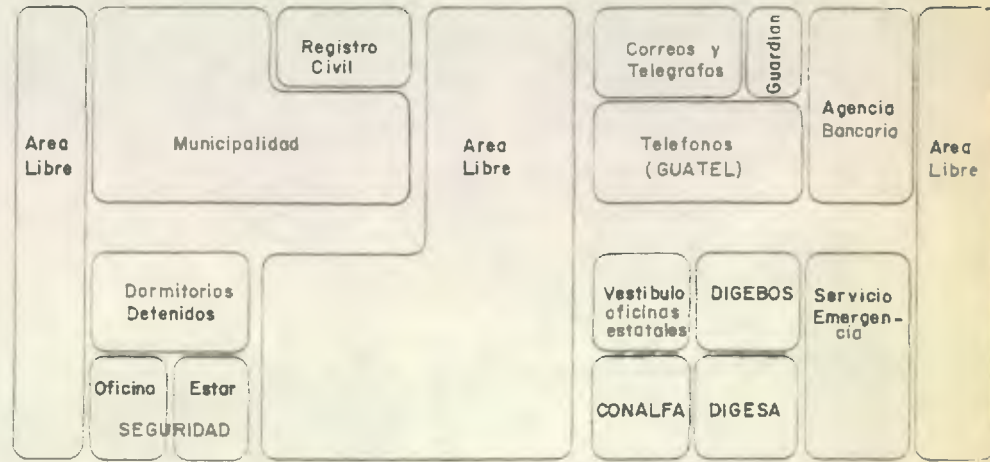 Area
Libre
Municipalidad
Registro
Civil
Area
Libre
Correos y
Telegrafos
Guardian
Telefonos
(GUATEL)
Agencia
Bancaria
Area
Libre
Dormitorios
Detenidos
Oficina
Estar
SEGURIDAD
Vestibulo
oficinas
estatales
DIGEBOS
CONALFA
DIGESA
Servicio
Emergen-
cia